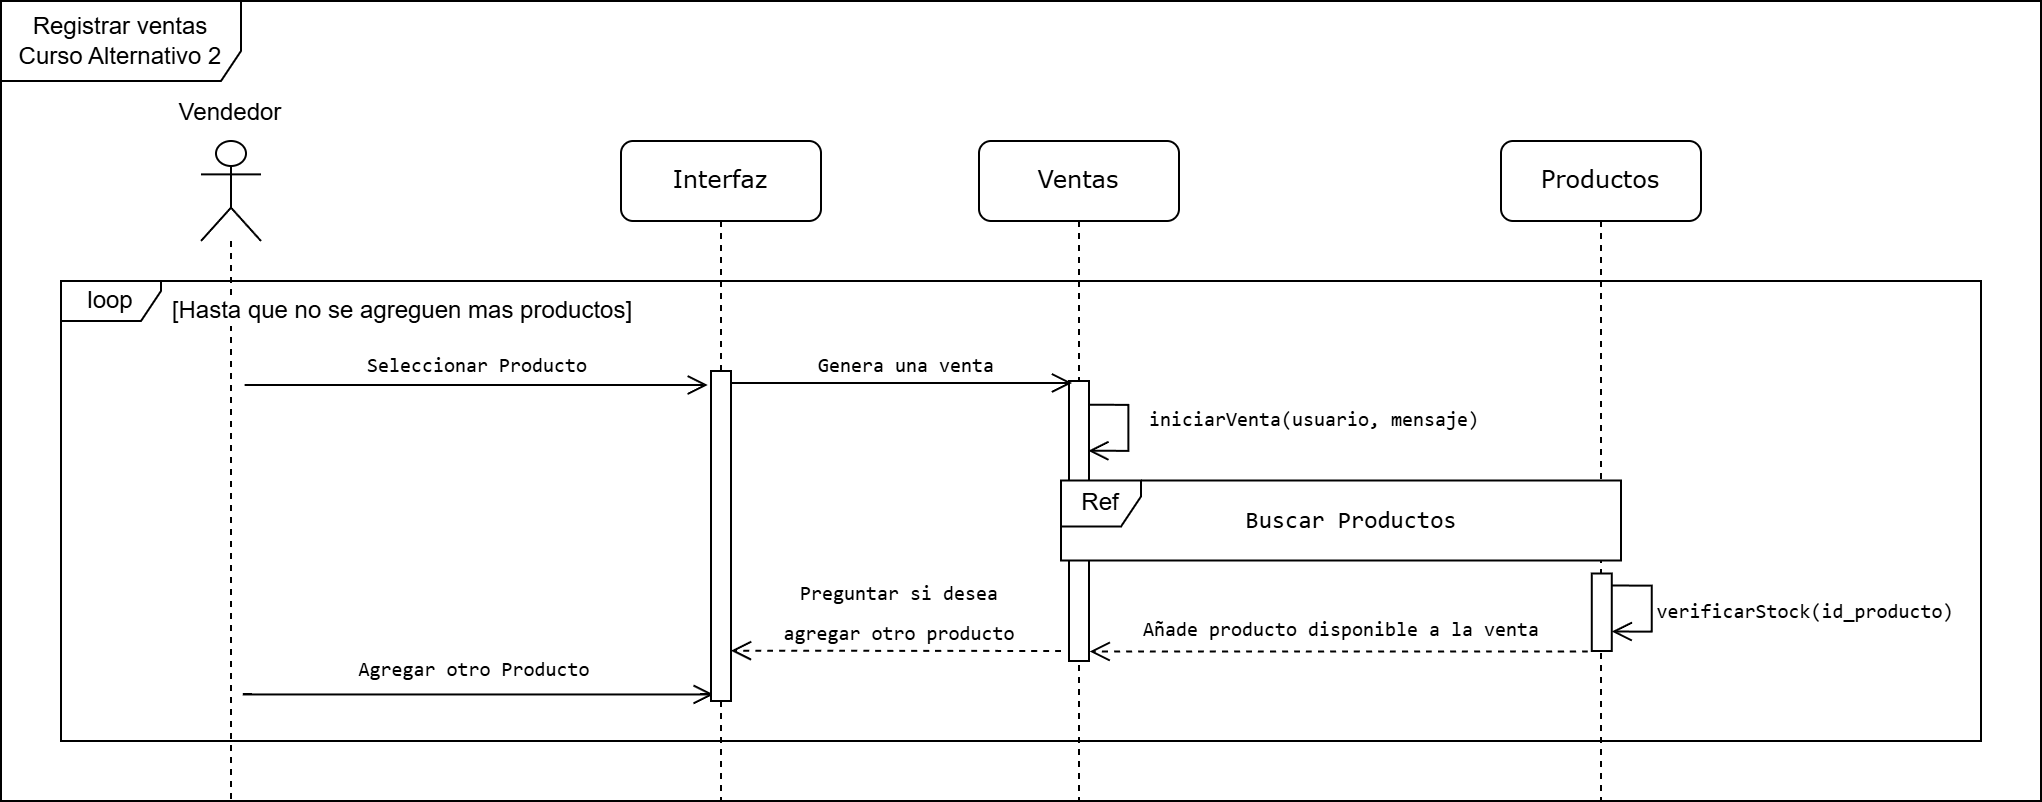 Registrar ventas
Curso Alternativo 2
Vendedor
Interfaz
Ventas
Productos
loop
[Hasta que no se agreguen mas productos]
Seleccionar Producto
Genera una venta
iniciarVenta(usuario, mensaje)
Ref
Buscar Productos
Preguntar si desea
agregar otro producto
Añade producto disponible a la venta
verificarStock(id_producto)
Agregar otro Producto